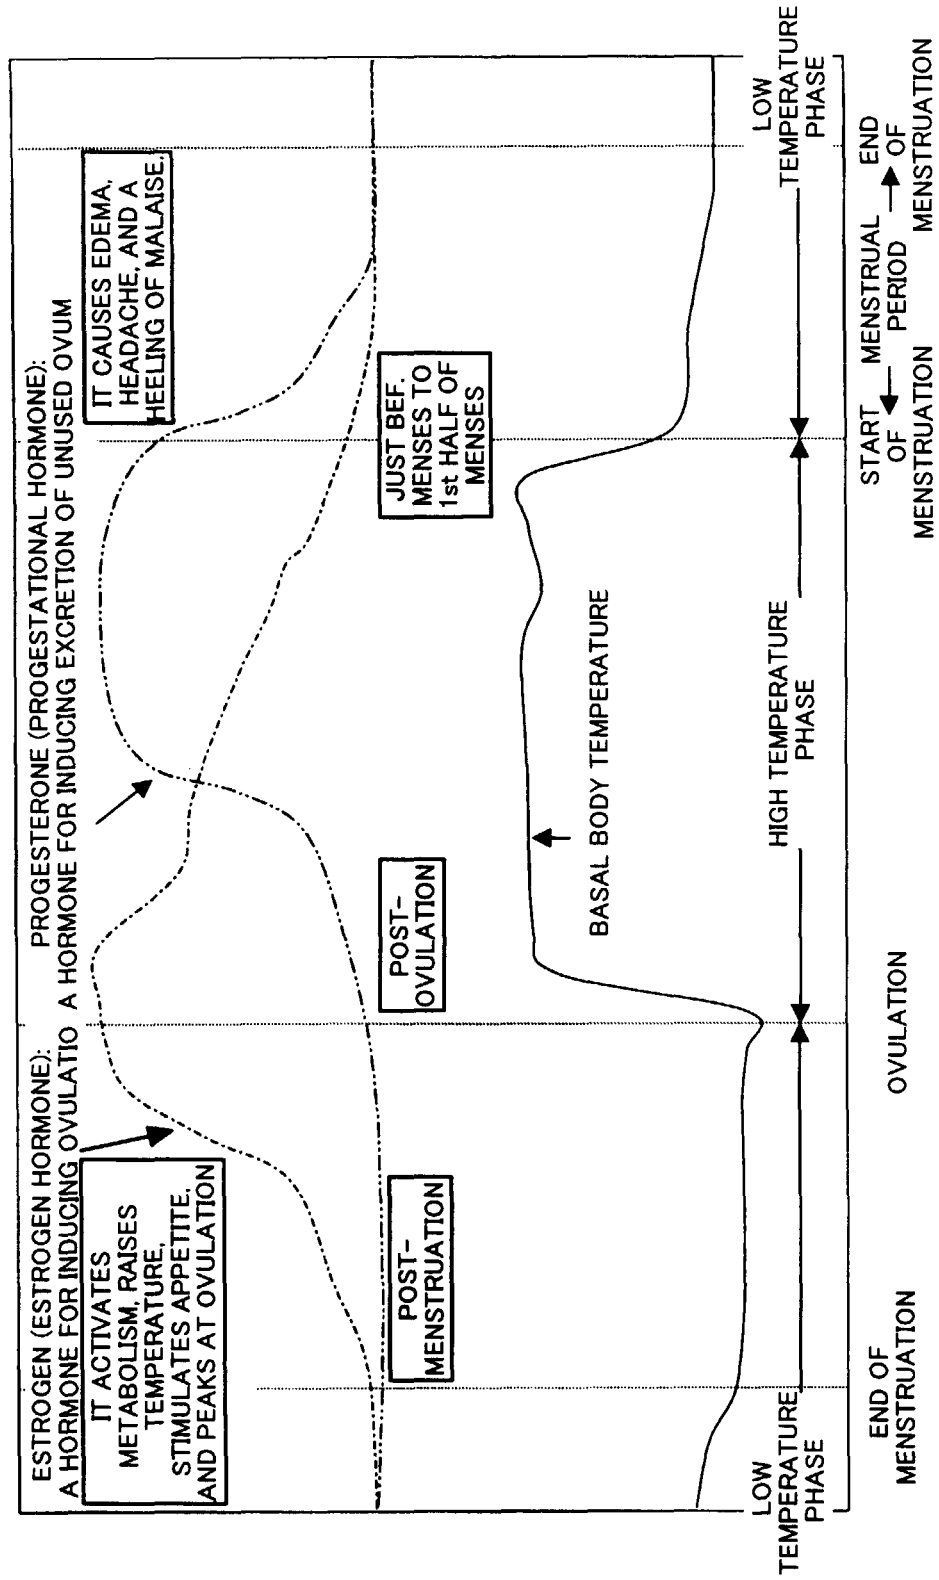 ESTROGEN (ESTROGEN HORMONE):
A HORMONE FOR INDUCING OVULATIO
PROGESTERONE (PROGESTATIONAL HORMONE):
A HORMONE FOR INDUCING EXCRETION OF UNUSED OVUM
IT ACTIVATES
METABOLISM, RAISES
TEMPERATURE,
STIMULATES APPETITE,
AND PEAKS AT OVULATION
IT CAUSES EDEMA,
HEADACHE, AND A
HEELING OF MALAISE.
POST-
MENSTRUATION
POST-
OVULATION
JUST BEF.
MENSES TO
1st HALF OF
MENSES
BASAL BODY TEMPERATURE
LOW
TEMPERATURE
PHASE
HIGH TEMPERATURE
PHASE
LOW
TEMPERATURE
PHASE
END OF
MENSTRUATION
OVULATION
START
OF
MENSTRUATION
MENSTRUAL
PERIOD
END
OF
MENSTRUATION